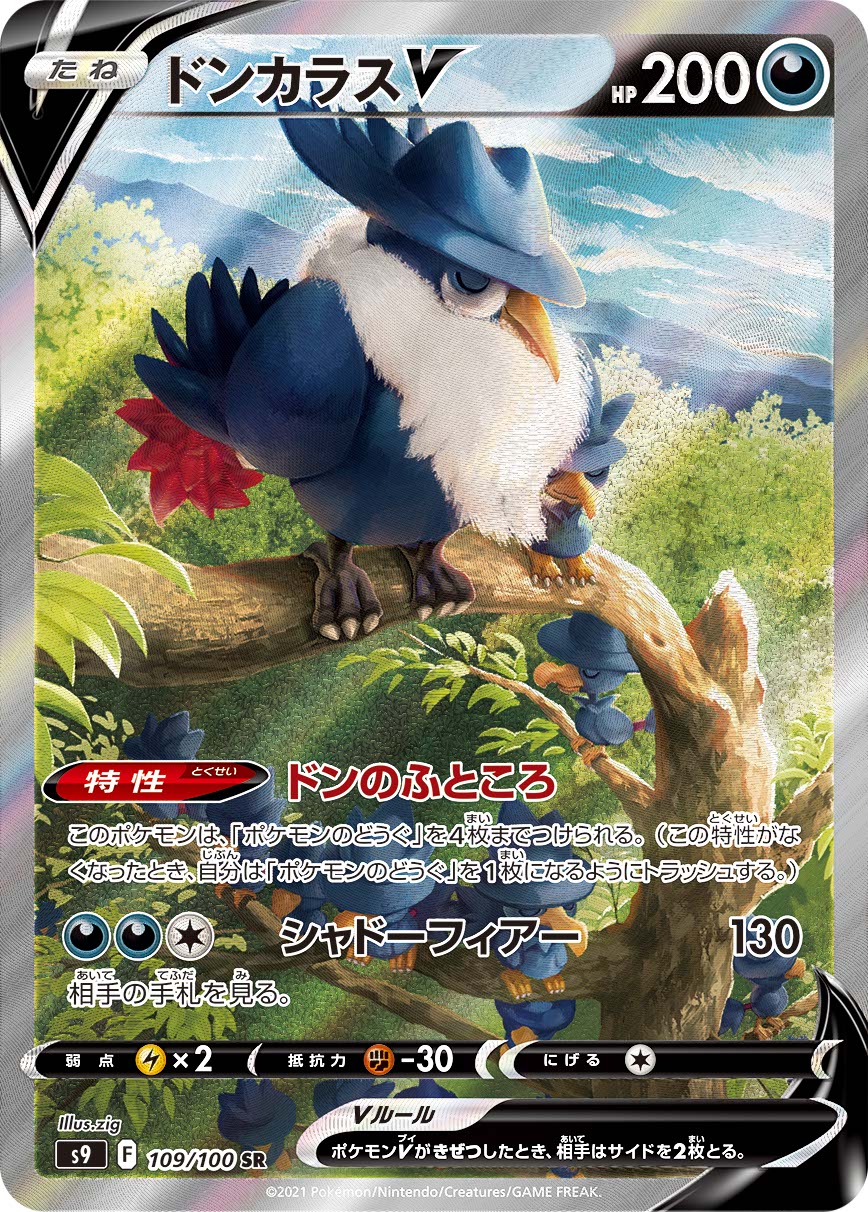 たね ドンカラスV HP 200
特性 とくせい ドンのふところ
このポケモンは、「ポケモンのどうぐ」を4枚までつけられる。（この特性がな
くなったとき、自分は「ポケモンのどうぐ」を1枚になるようにトラッシュする。）
シャドーフィアー 130
相手の手札を見る。
弱点 ×2 抵抗力 -30 にげる
Illus.zig
Vルール
ポケモンVがきぜつしたとき、相手はサイドを2枚とる。
s9 F 109/100 SR
©2021 Pokémon/Nintendo/Creatures/GAME FREAK.